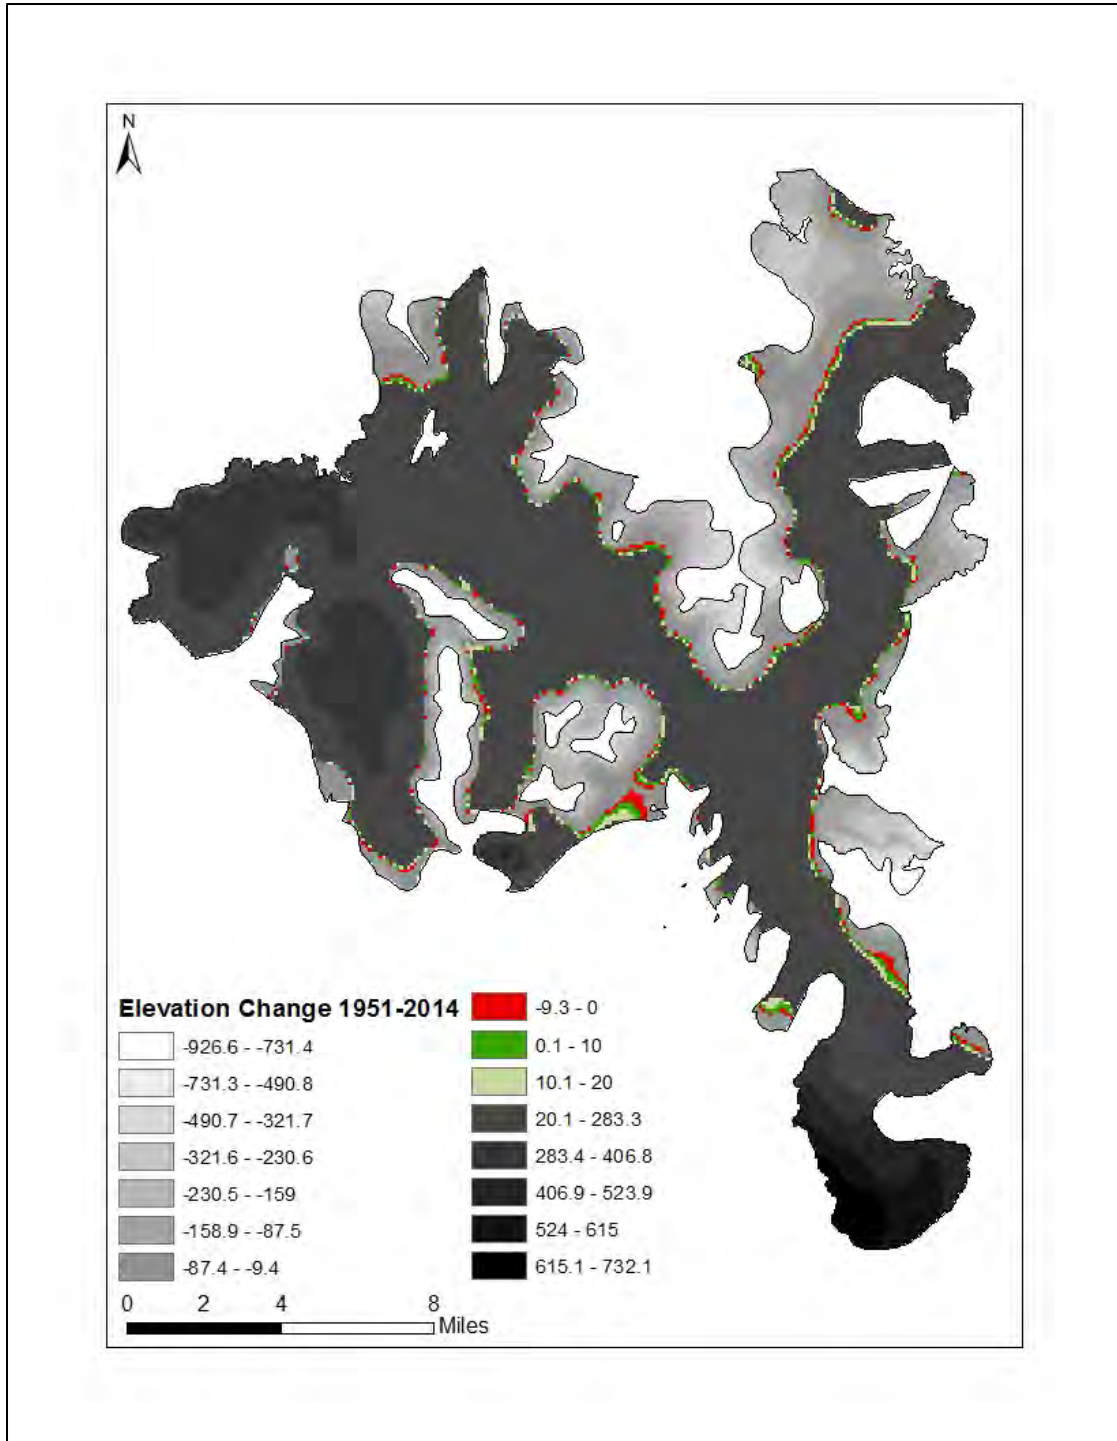 N
Elevation Change 1951-2014
-926.6 - -731.4
-731.3 - -490.8
-490.7 - -321.7
-321.6 - -230.6
-230.5 - -159
-158.9 - -87.5
-87.4 - -9.4
-9.3 - 0
0.1 - 10
10.1 - 20
20.1 - 283.3
283.4 - 406.8
406.9 - 523.9
524 - 615
615.1 - 732.1
0 2 4 8
Miles